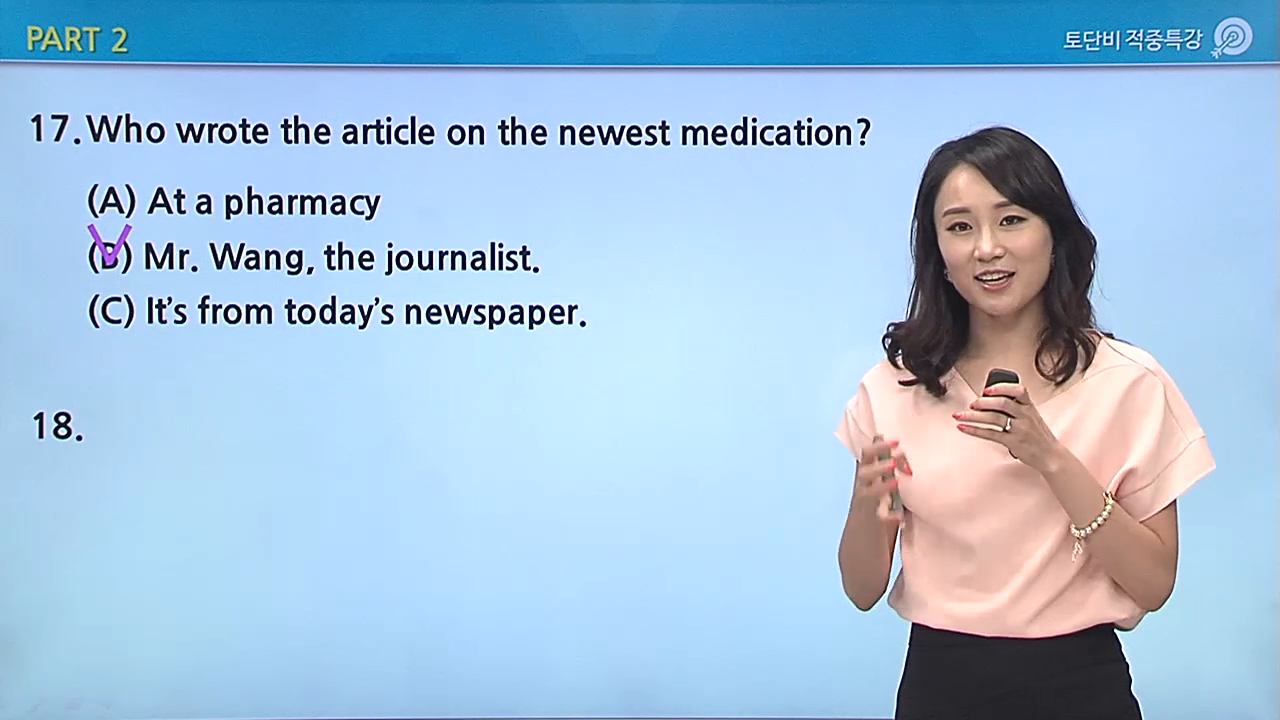 PART 2
토단비 적중특강
17. Who wrote the article on the newest medication?
(A) At a pharmacy
(B) Mr. Wang, the journalist.
(C) It's from today's newspaper.
18.